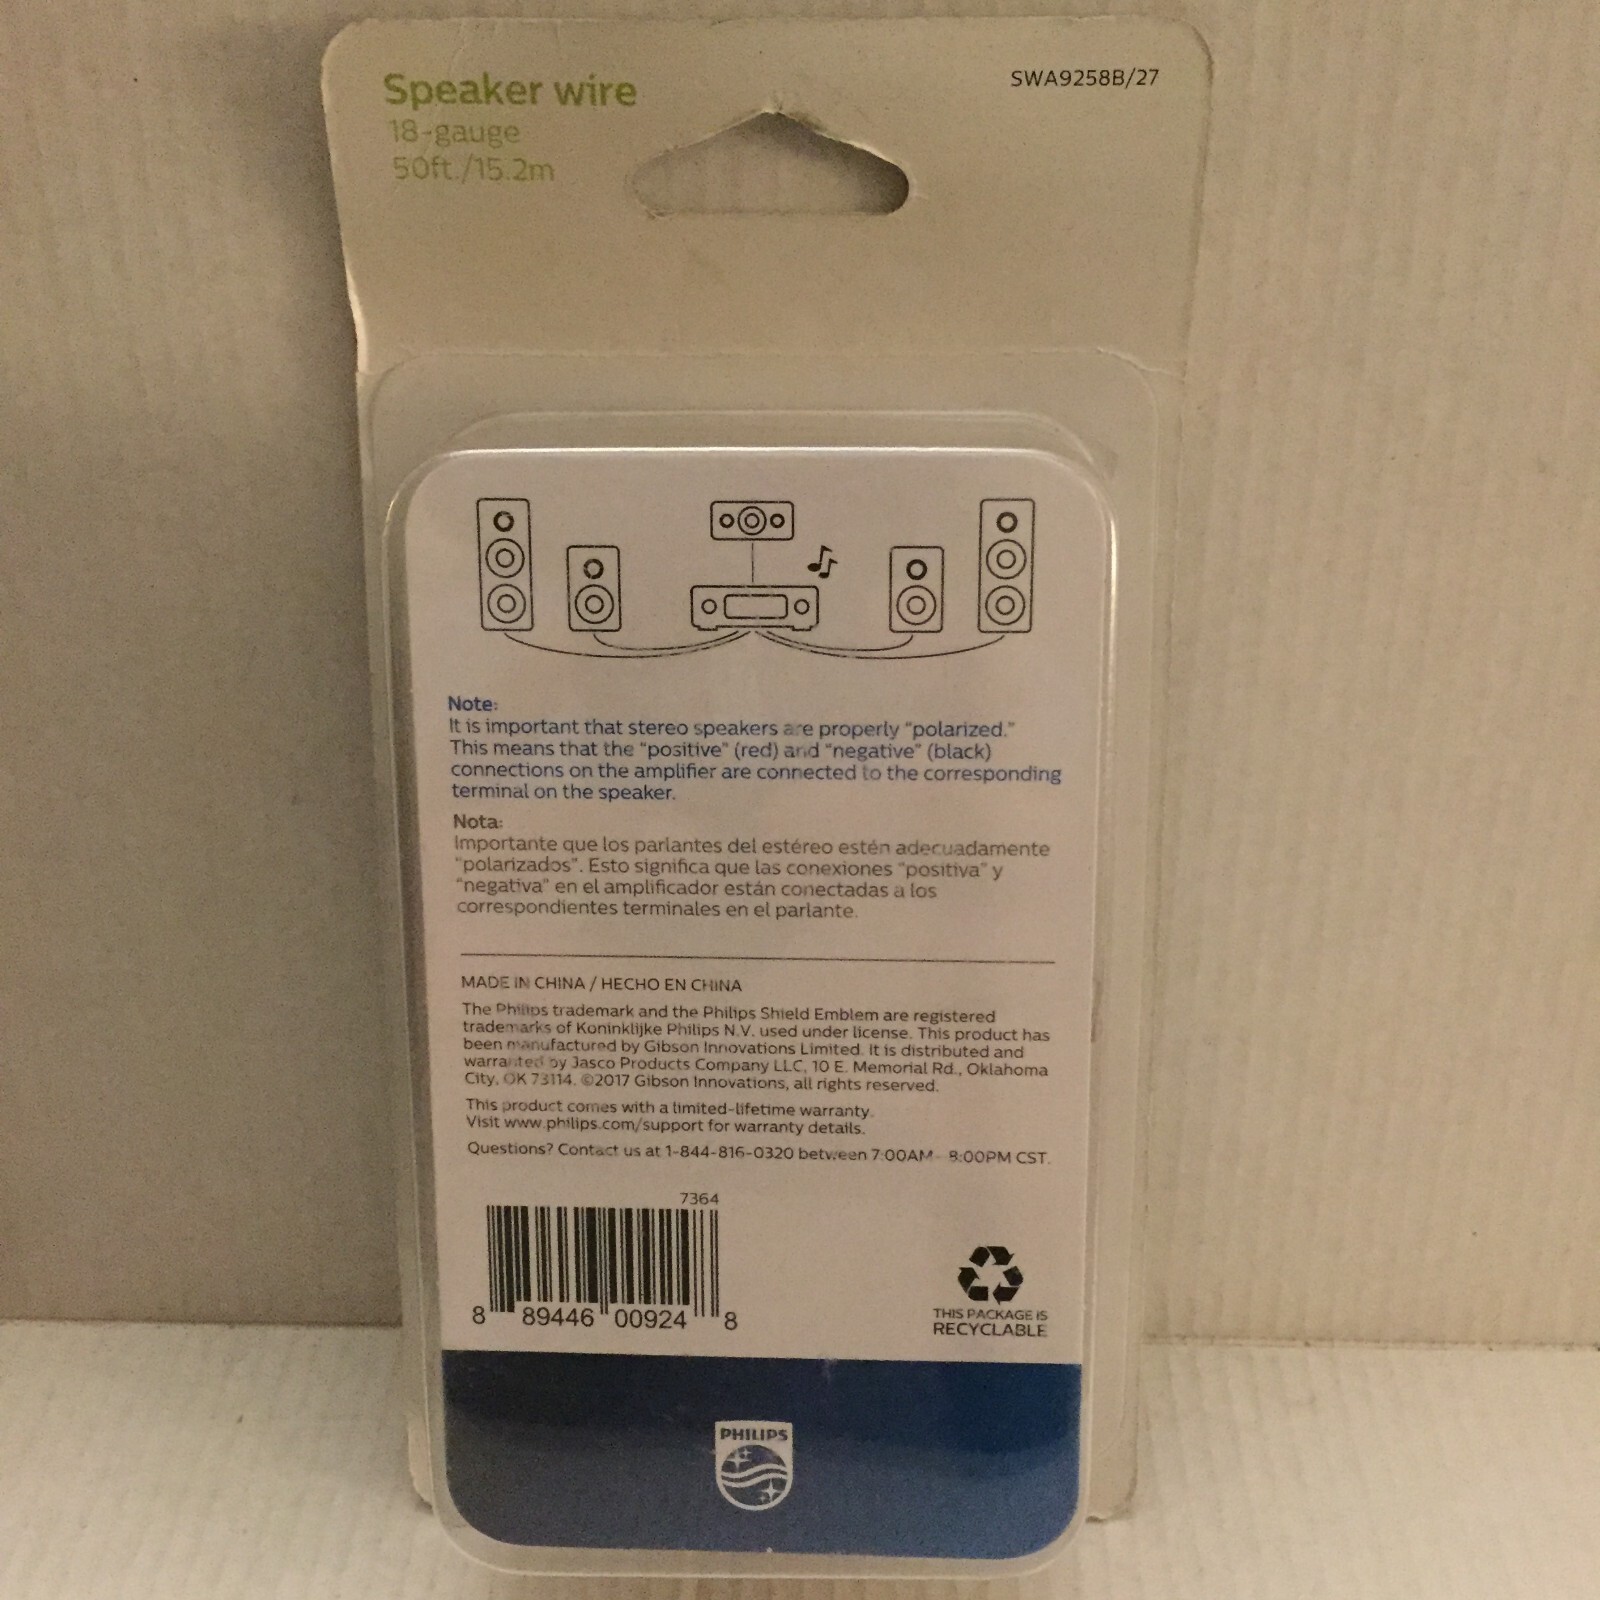 Speaker wire
18-gauge
50ft./15.2m
SWA9258B/27
Note:
It is important that stereo speakers are properly "polarized."
This means that the "positive" (red) and "negative" (black)
connections on the amplifier are connected to the corresponding
terminal on the speaker.
Nota:
Importante que los parlantes del estéreo estén adecuadamente
"polarizados". Esto significa que las conexiones "positiva" y
"negativa" en el amplificador están conectadas a los
correspondientes terminales en el parlante.
MADE IN CHINA / HECHO EN CHINA
The Philips trademark and the Philips Shield Emblem are registered
trademarks of Koninklijke Philips N.V. used under license. This product has
been manufactured by Gibson Innovations Limited. It is distributed and
warranted by Jasco Products Company LLC, 10 E. Memorial Rd., Oklahoma
City, OK 73114. ©2017 Gibson Innovations, all rights reserved.
This product comes with a limited-lifetime warranty.
Visit www.philips.com/support for warranty details.
Questions? Contact us at 1-844-816-0320 between 7:00AM - 8:00PM CST.
7364
8 89446 00924 8
THIS PACKAGE IS
RECYCLABLE
PHILIPS